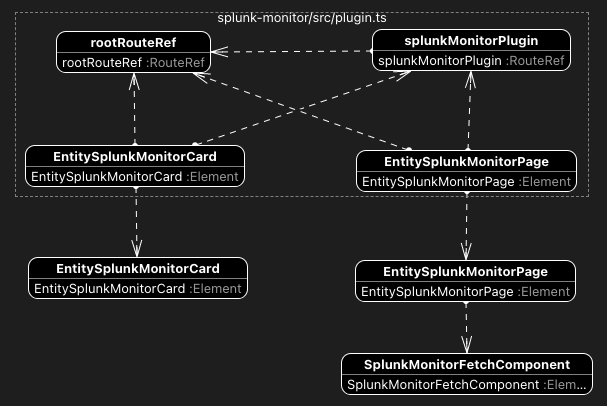 splunk-monitor/src/plugin.ts
rootRouteRef
rootRouteRef :RouteRef
splunkMonitorPlugin
splunkMonitorPlugin :RouteRef
EntitySplunkMonitorCard
EntitySplunkMonitorCard :Element
EntitySplunkMonitorPage
EntitySplunkMonitorPage :Element
EntitySplunkMonitorCard
EntitySplunkMonitorCard :Element
EntitySplunkMonitorPage
EntitySplunkMonitorPage :Element
SplunkMonitorFetchComponent
SplunkMonitorFetchComponent :Elem...